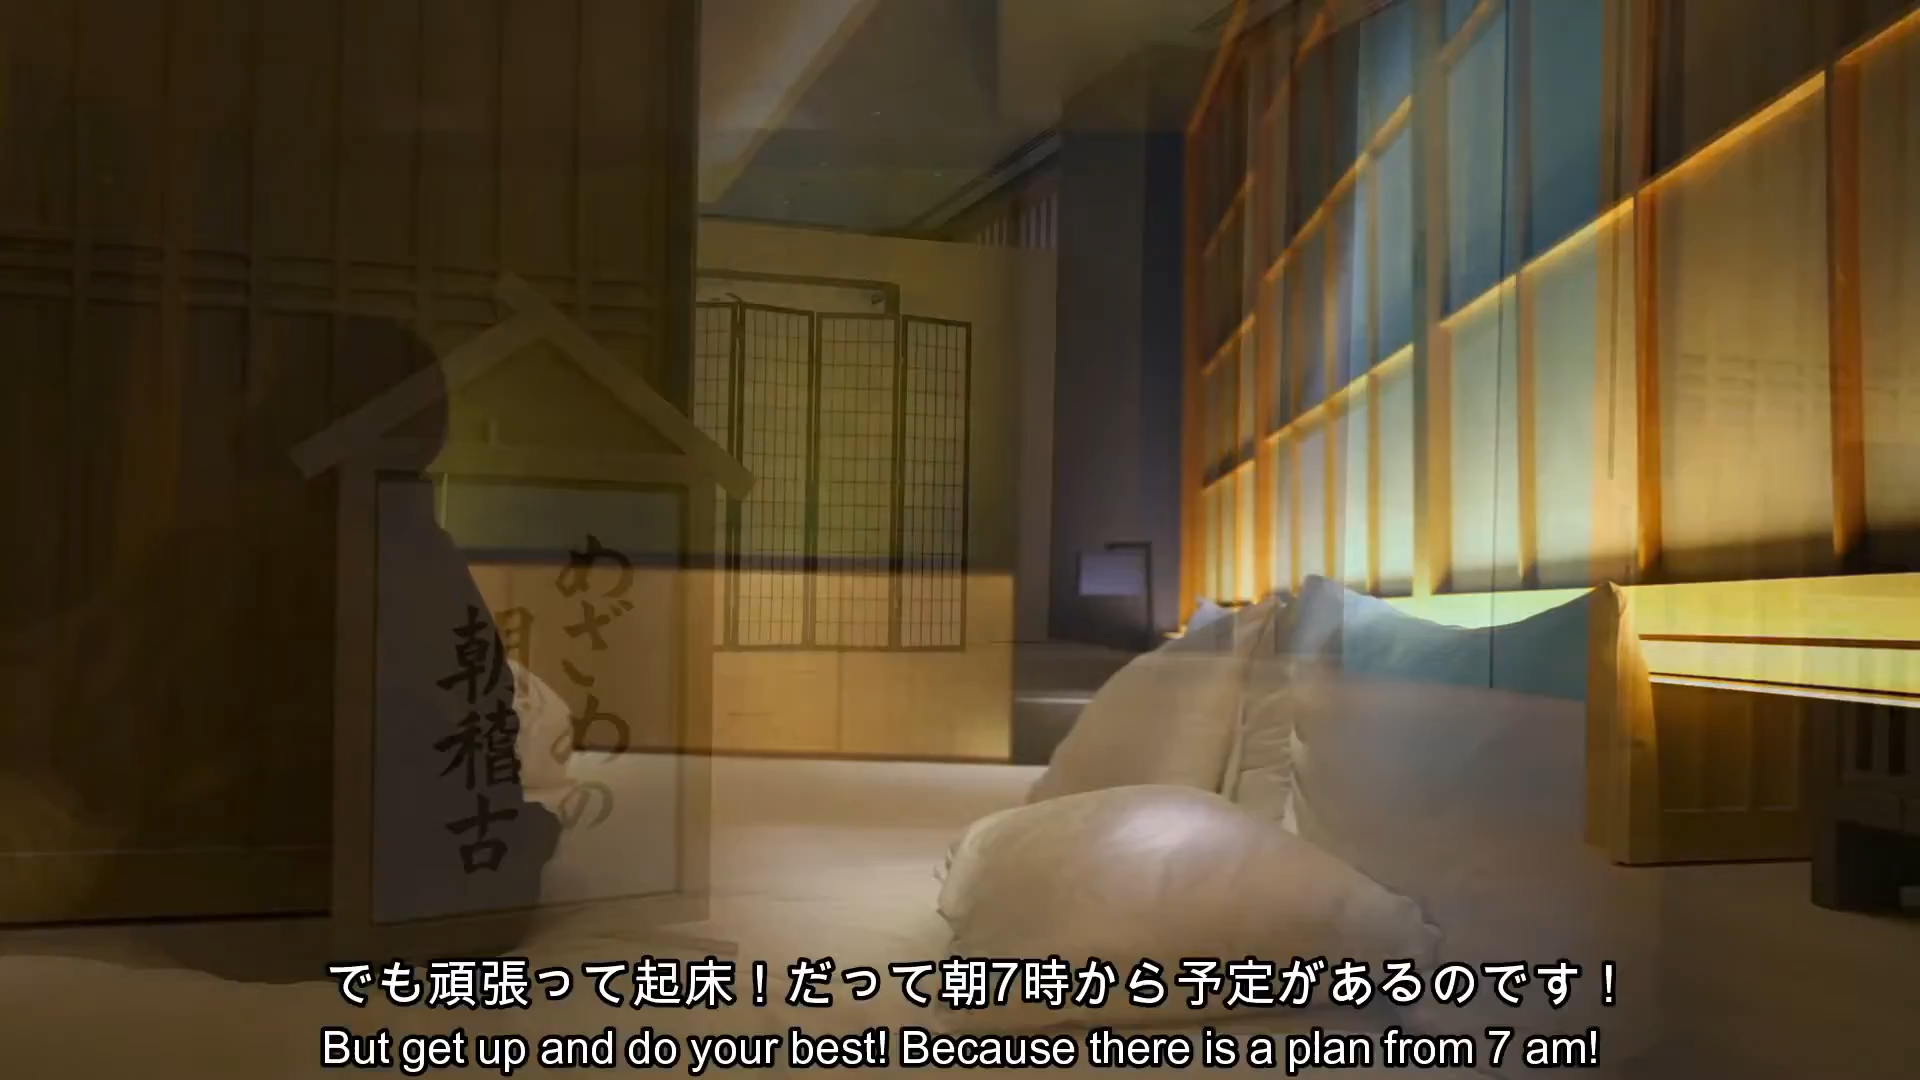 めざめの
朝稽古
でも頑張って起床！だって朝7時から予定があるのです！
But get up and do your best! Because there is a plan from 7 am!